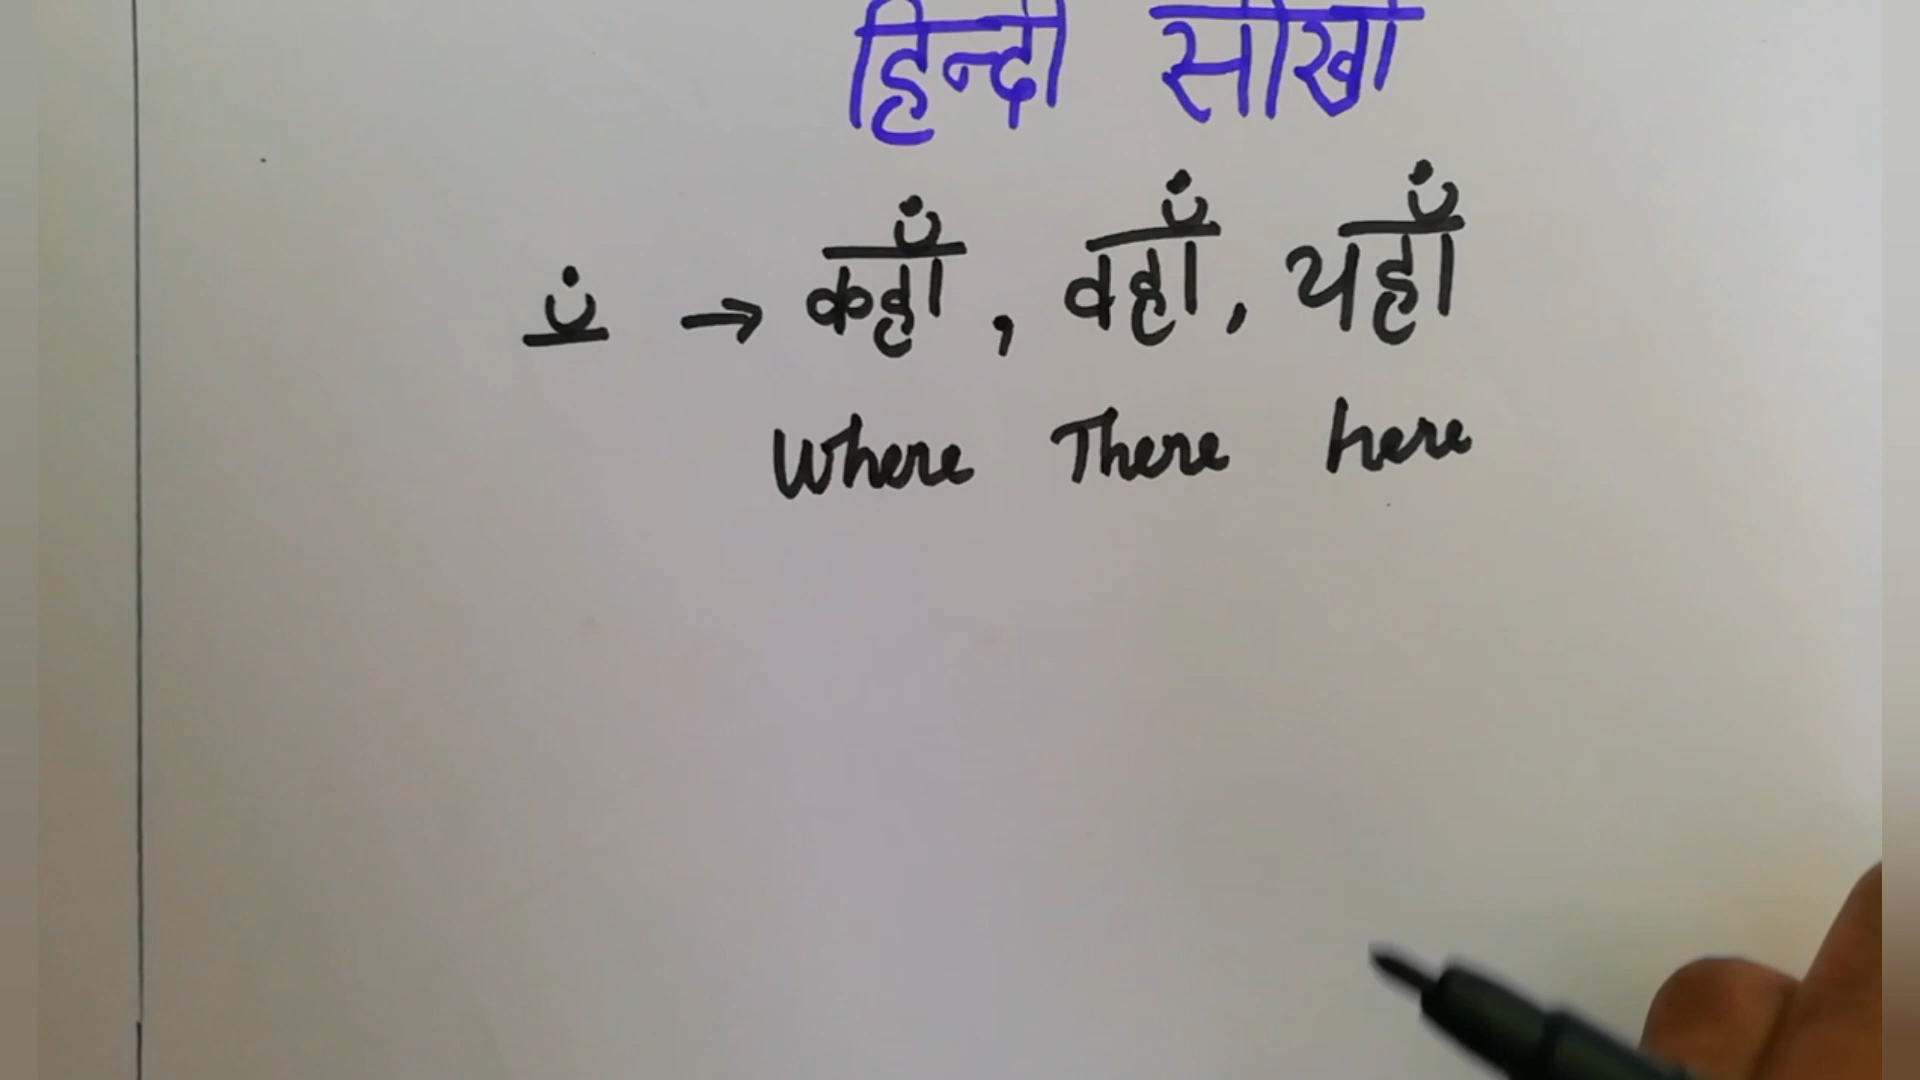 हिन्दी सीखो
ँ → कहाँ, वहाँ, यहाँ
Where There here